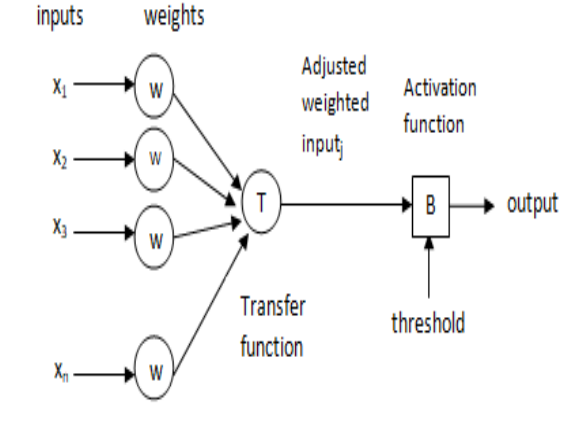 inputs weights
x₁ w
x₂ w
x₃ w
xₙ w
T
Transfer
function
Adjusted
weighted
inputⱼ
Activation
function
B
output
threshold